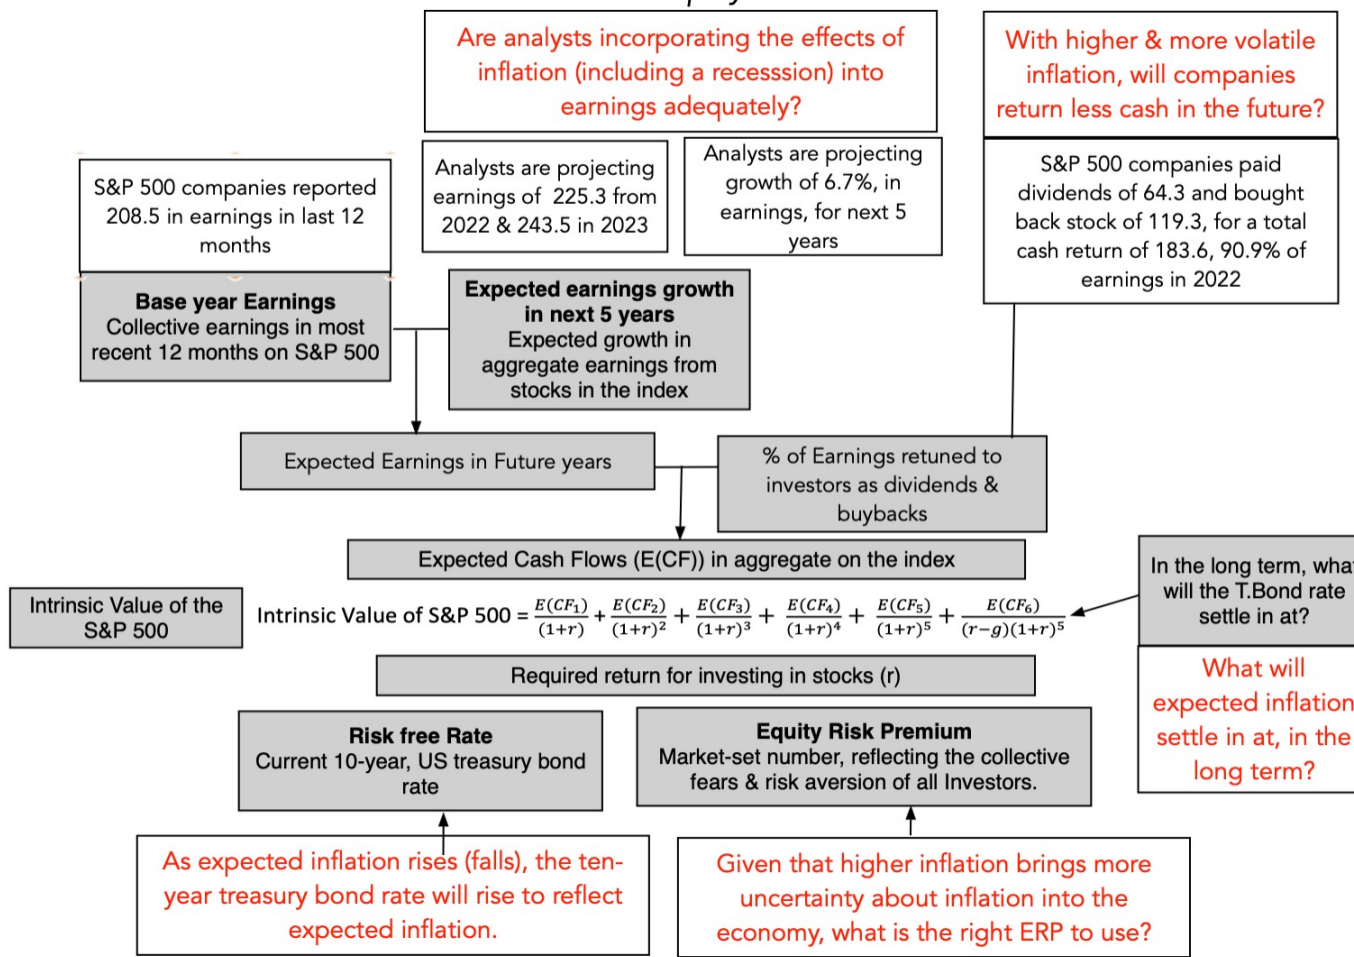 Are analysts incorporating the effects of
inflation (including a recesssion) into
earnings adequately?
With higher & more volatile
inflation, will companies
return less cash in the future?
S&P 500 companies reported
208.5 in earnings in last 12
months
Analysts are projecting
earnings of 225.3 from
2022 & 243.5 in 2023
Analysts are projecting
growth of 6.7%, in
earnings, for next 5
years
S&P 500 companies paid
dividends of 64.3 and bought
back stock of 119.3, for a total
cash return of 183.6, 90.9% of
earnings in 2022
Base year Earnings
Collective earnings in most
recent 12 months on S&P 500
Expected earnings growth
in next 5 years
Expected growth in
aggregate earnings from
stocks in the index
Expected Earnings in Future years
% of Earnings retuned to
investors as dividends &
buybacks
Expected Cash Flows (E(CF)) in aggregate on the index
In the long term, what
will the T.Bond rate
settle in at?
Intrinsic Value of the
S&P 500
Intrinsic Value of S&P 500 = E(CF₁)/(1+r) + E(CF₂)/(1+r)² + E(CF₃)/(1+r)³ + E(CF₄)/(1+r)⁴ + E(CF₅)/(1+r)⁵ + E(CF₆)/(r−g)(1+r)⁵
What will
expected inflation
settle in at, in the
long term?
Required return for investing in stocks (r)
Risk free Rate
Current 10-year, US treasury bond
rate
Equity Risk Premium
Market-set number, reflecting the collective
fears & risk aversion of all Investors.
As expected inflation rises (falls), the ten-
year treasury bond rate will rise to reflect
expected inflation.
Given that higher inflation brings more
uncertainty about inflation into the
economy, what is the right ERP to use?